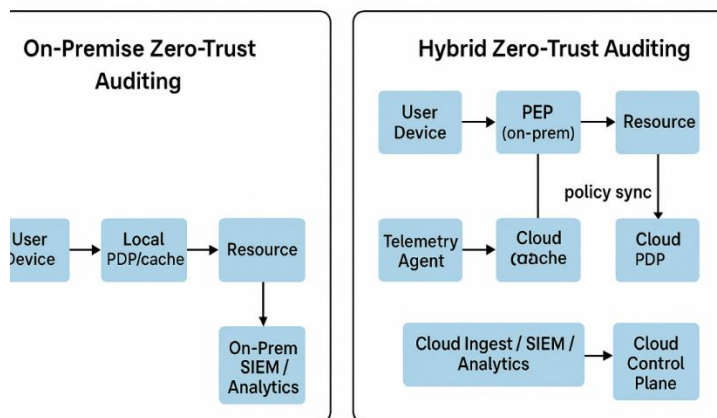 On-Premise Zero-Trust
Auditing
User
Device
Local
PDP/cache
Resource
On-Prem
SIEM /
Analytics
Hybrid Zero-Trust Auditing
User
Device
PEP
(on-prem)
Resource
policy sync
Telemetry
Agent
Cloud
Cloud
PDP
Cloud Ingest / SIEM /
Analytics
Cloud
Control
Plane